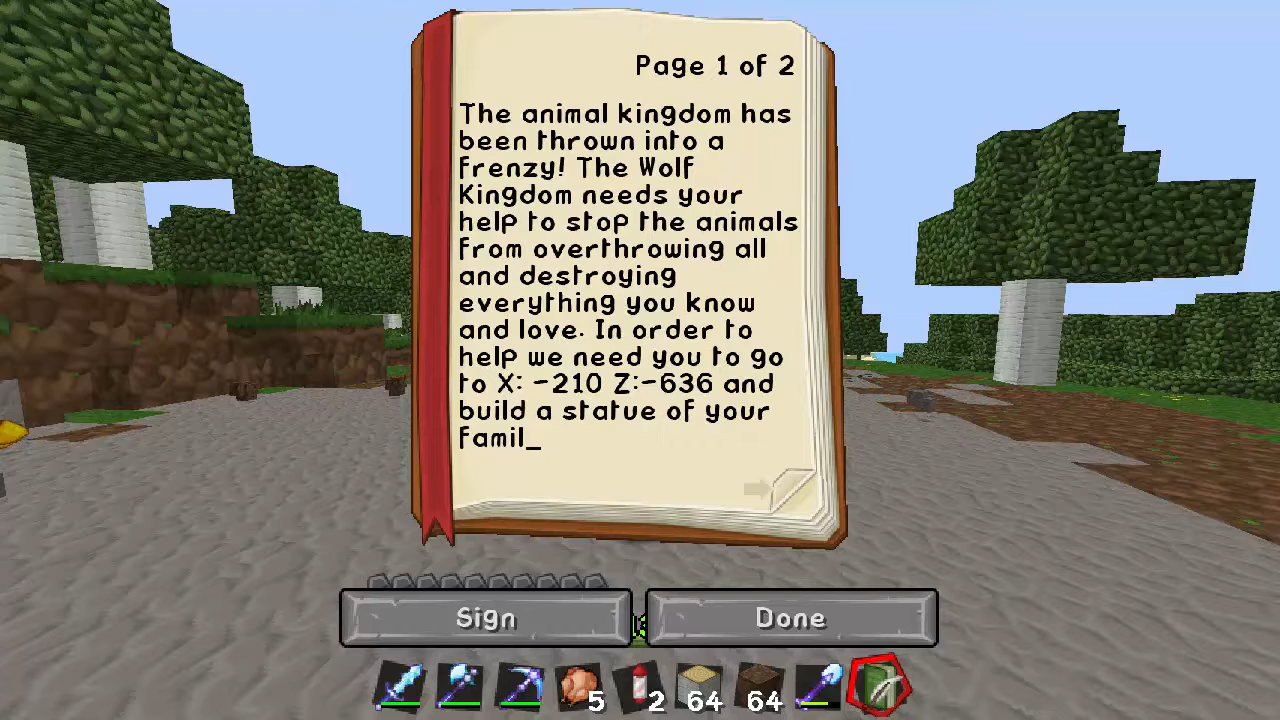 Page 1 of 2
The animal kingdom has
been thrown into a
frenzy! The Wolf
Kingdom needs your
help to stop the animals
from overthrowing all
and destroying
everything you know
and love. In order to
help we need you to go
to X: -210 Z:-636 and
build a statue of your
famil_
Sign
Done
5
2
64
64